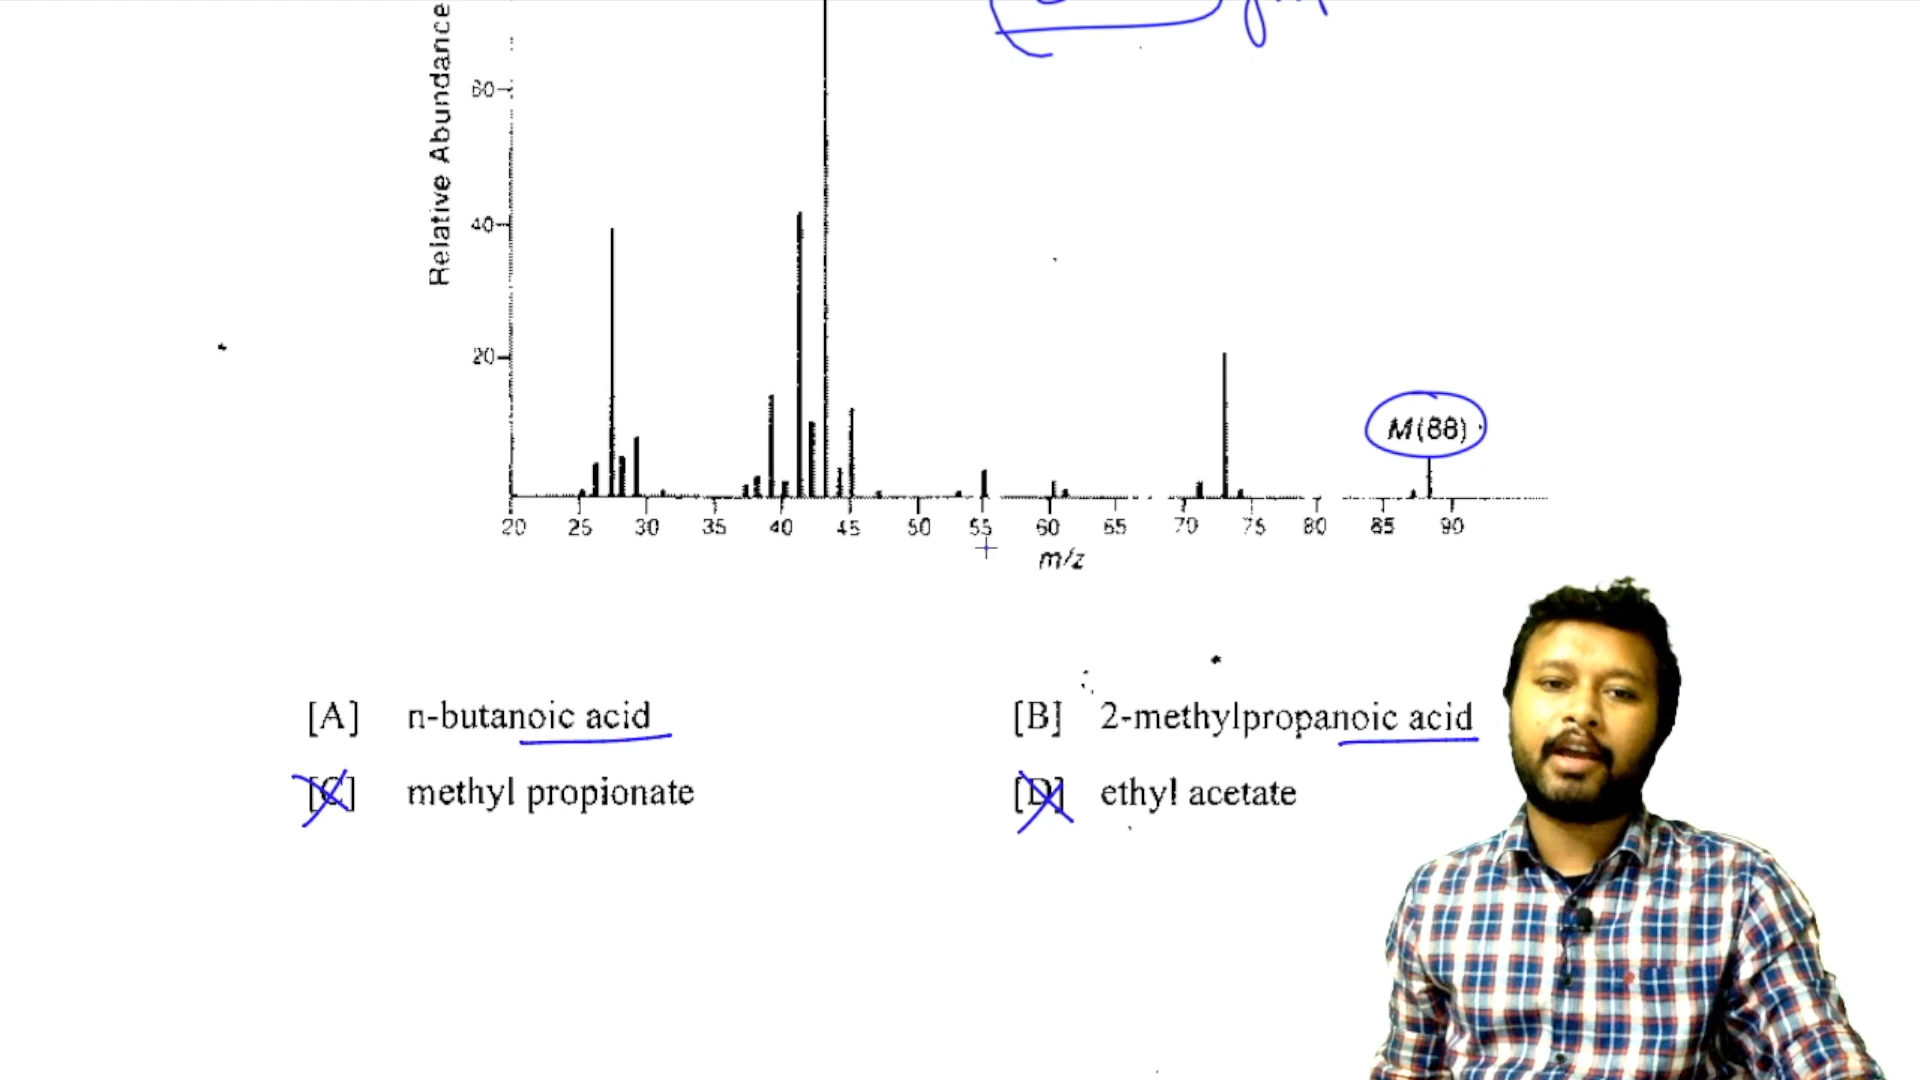 Relative Abundance
60
40
20
M(88)
20 25 30 35 40 45 50 55 60 65 70 75 80 85 90
m/z
[A] n-butanoic acid [B] 2-methylpropanoic acid
[C] methyl propionate [D] ethyl acetate